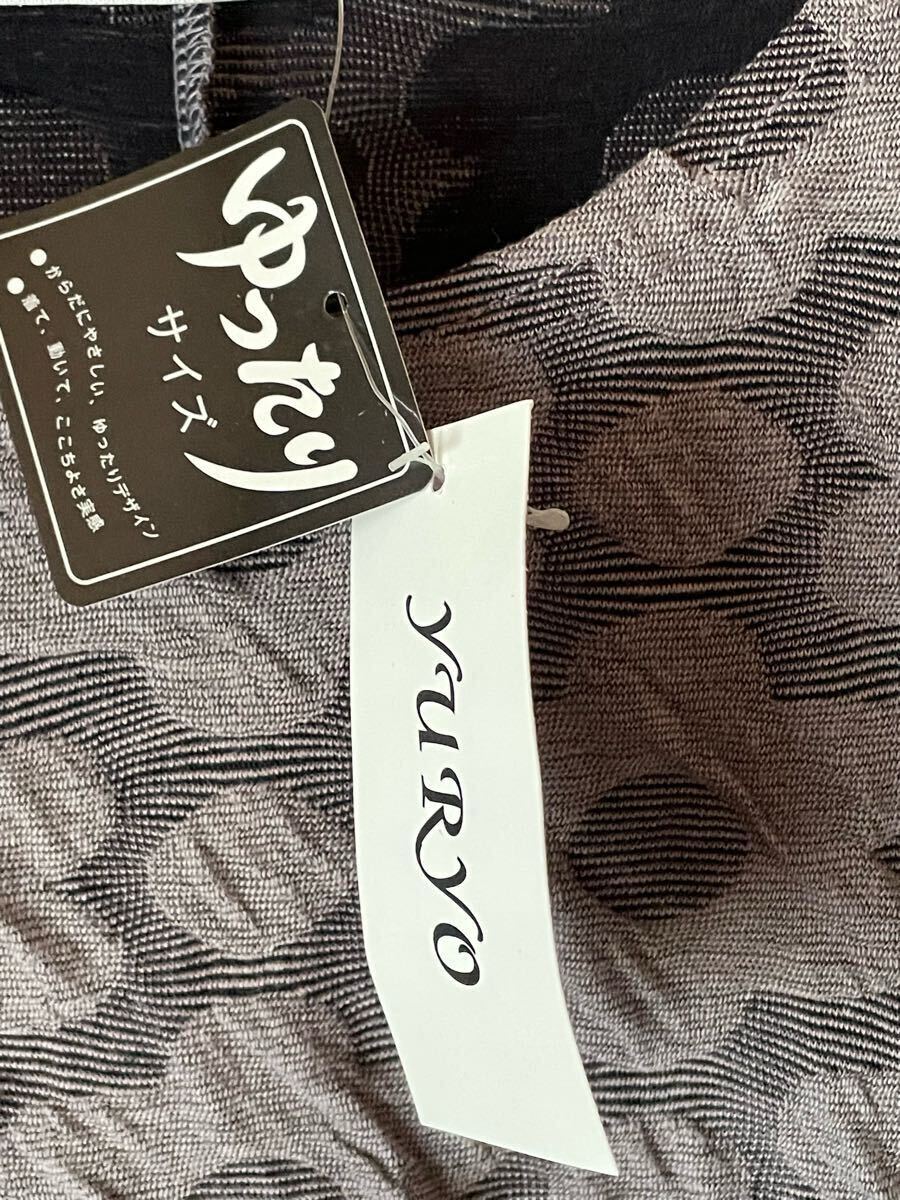 ゆったり
サイズ
●からだにやさしい、ゆったりデザイン
●着て、動いて、ここちよさ実感
yuRyo